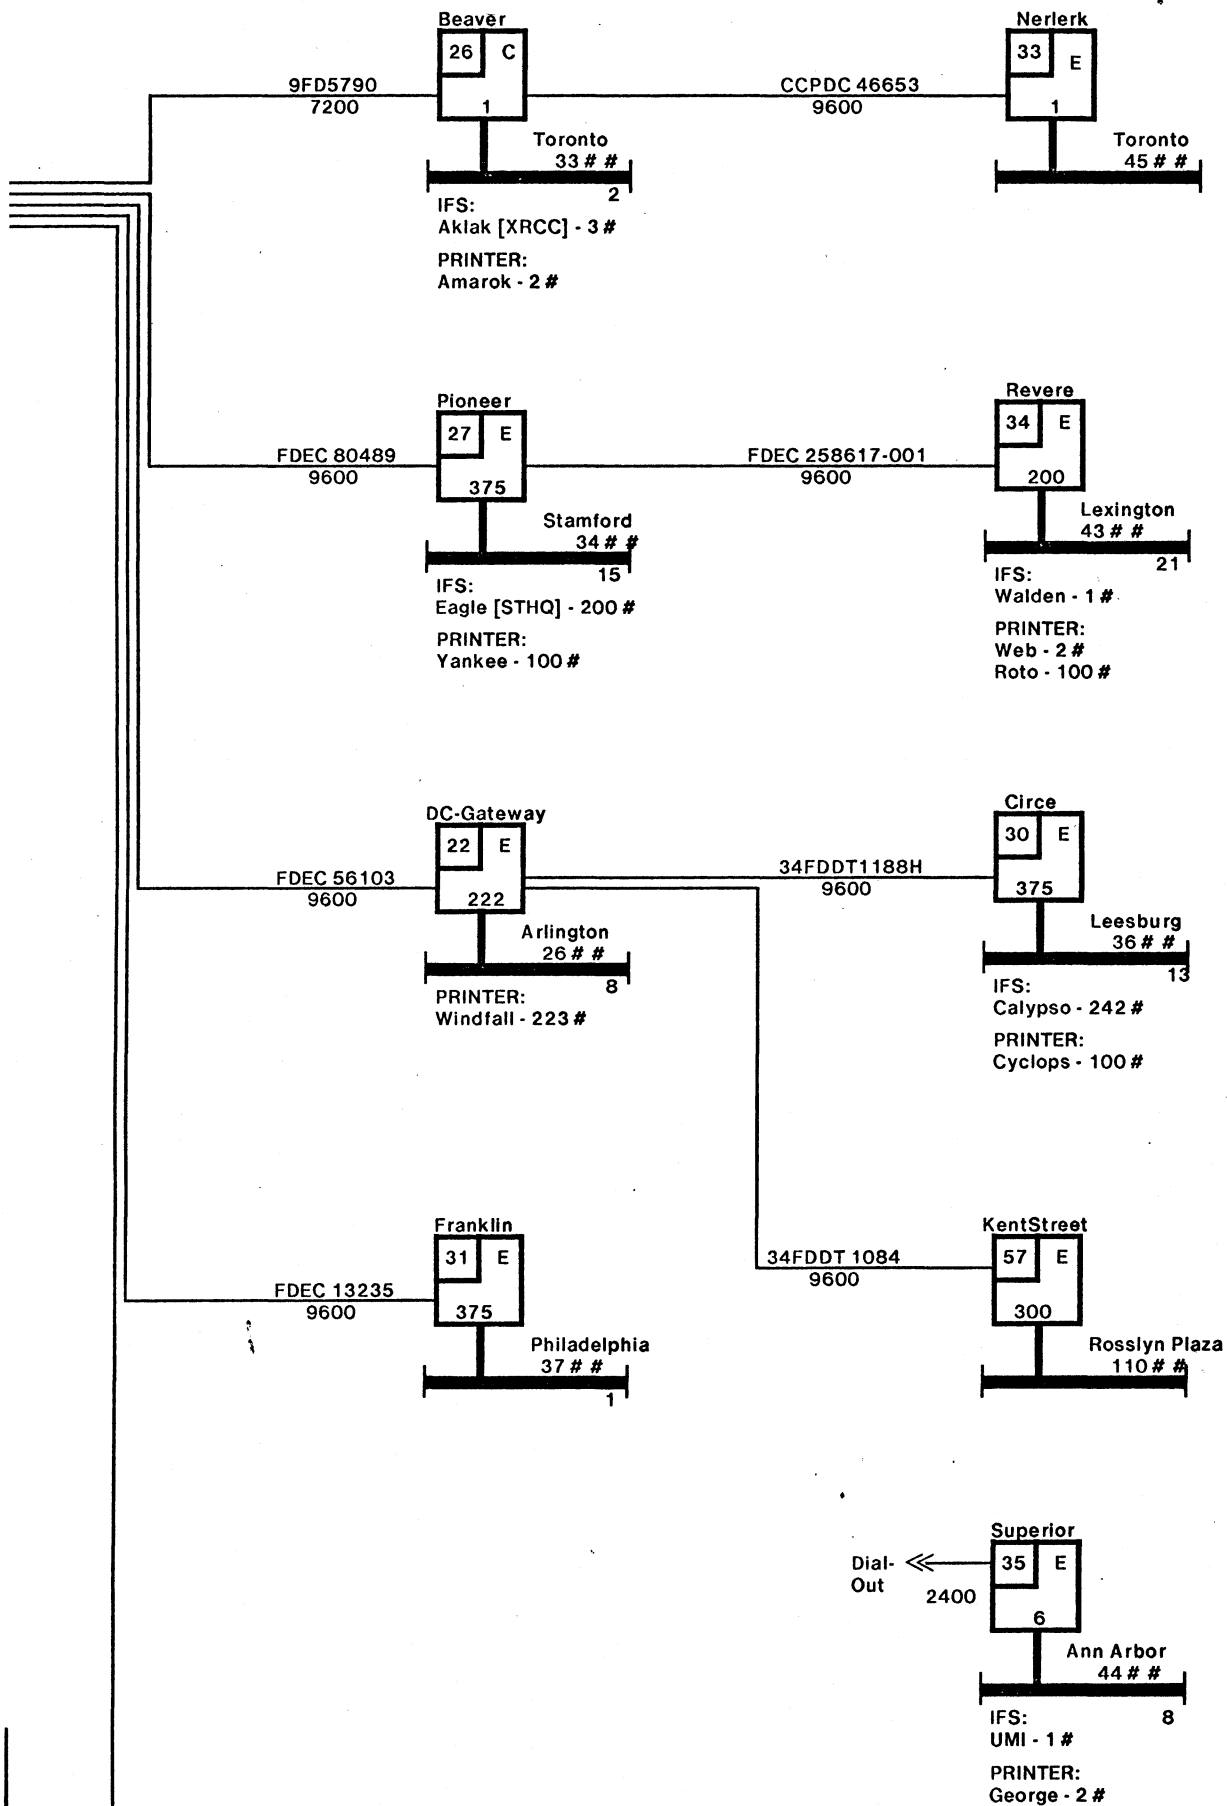 Beaver
26 C
1
9FD5790
7200
Toronto
33 # #
2
IFS:
Aklak [XRCC] - 3 #
PRINTER:
Amarok - 2 #
Nerlerk
33 E
1
CCPDC 46653
9600
Toronto
45 # #
Pioneer
27 E
375
FDEC 80489
9600
Stamford
34 # #
15
IFS:
Eagle [STHQ] - 200 #
PRINTER:
Yankee - 100 #
Revere
34 E
200
FDEC 258617-001
9600
Lexington
43 # #
21
IFS:
Walden - 1 #
PRINTER:
Web - 2 #
Roto - 100 #
DC-Gateway
22 E
222
FDEC 56103
9600
Arlington
26 # #
8
PRINTER:
Windfall - 223 #
Circe
30 E
375
34FDDT1188H
9600
Leesburg
36 # #
13
IFS:
Calypso - 242 #
PRINTER:
Cyclops - 100 #
Franklin
31 E
375
FDEC 13235
9600
Philadelphia
37 # #
1
KentStreet
57 E
300
34FDDT 1084
9600
Rosslyn Plaza
110 # #
Superior
35 E
6
Dial-
Out
2400
Ann Arbor
44 # #
8
IFS:
UMI - 1 #
PRINTER:
George - 2 #